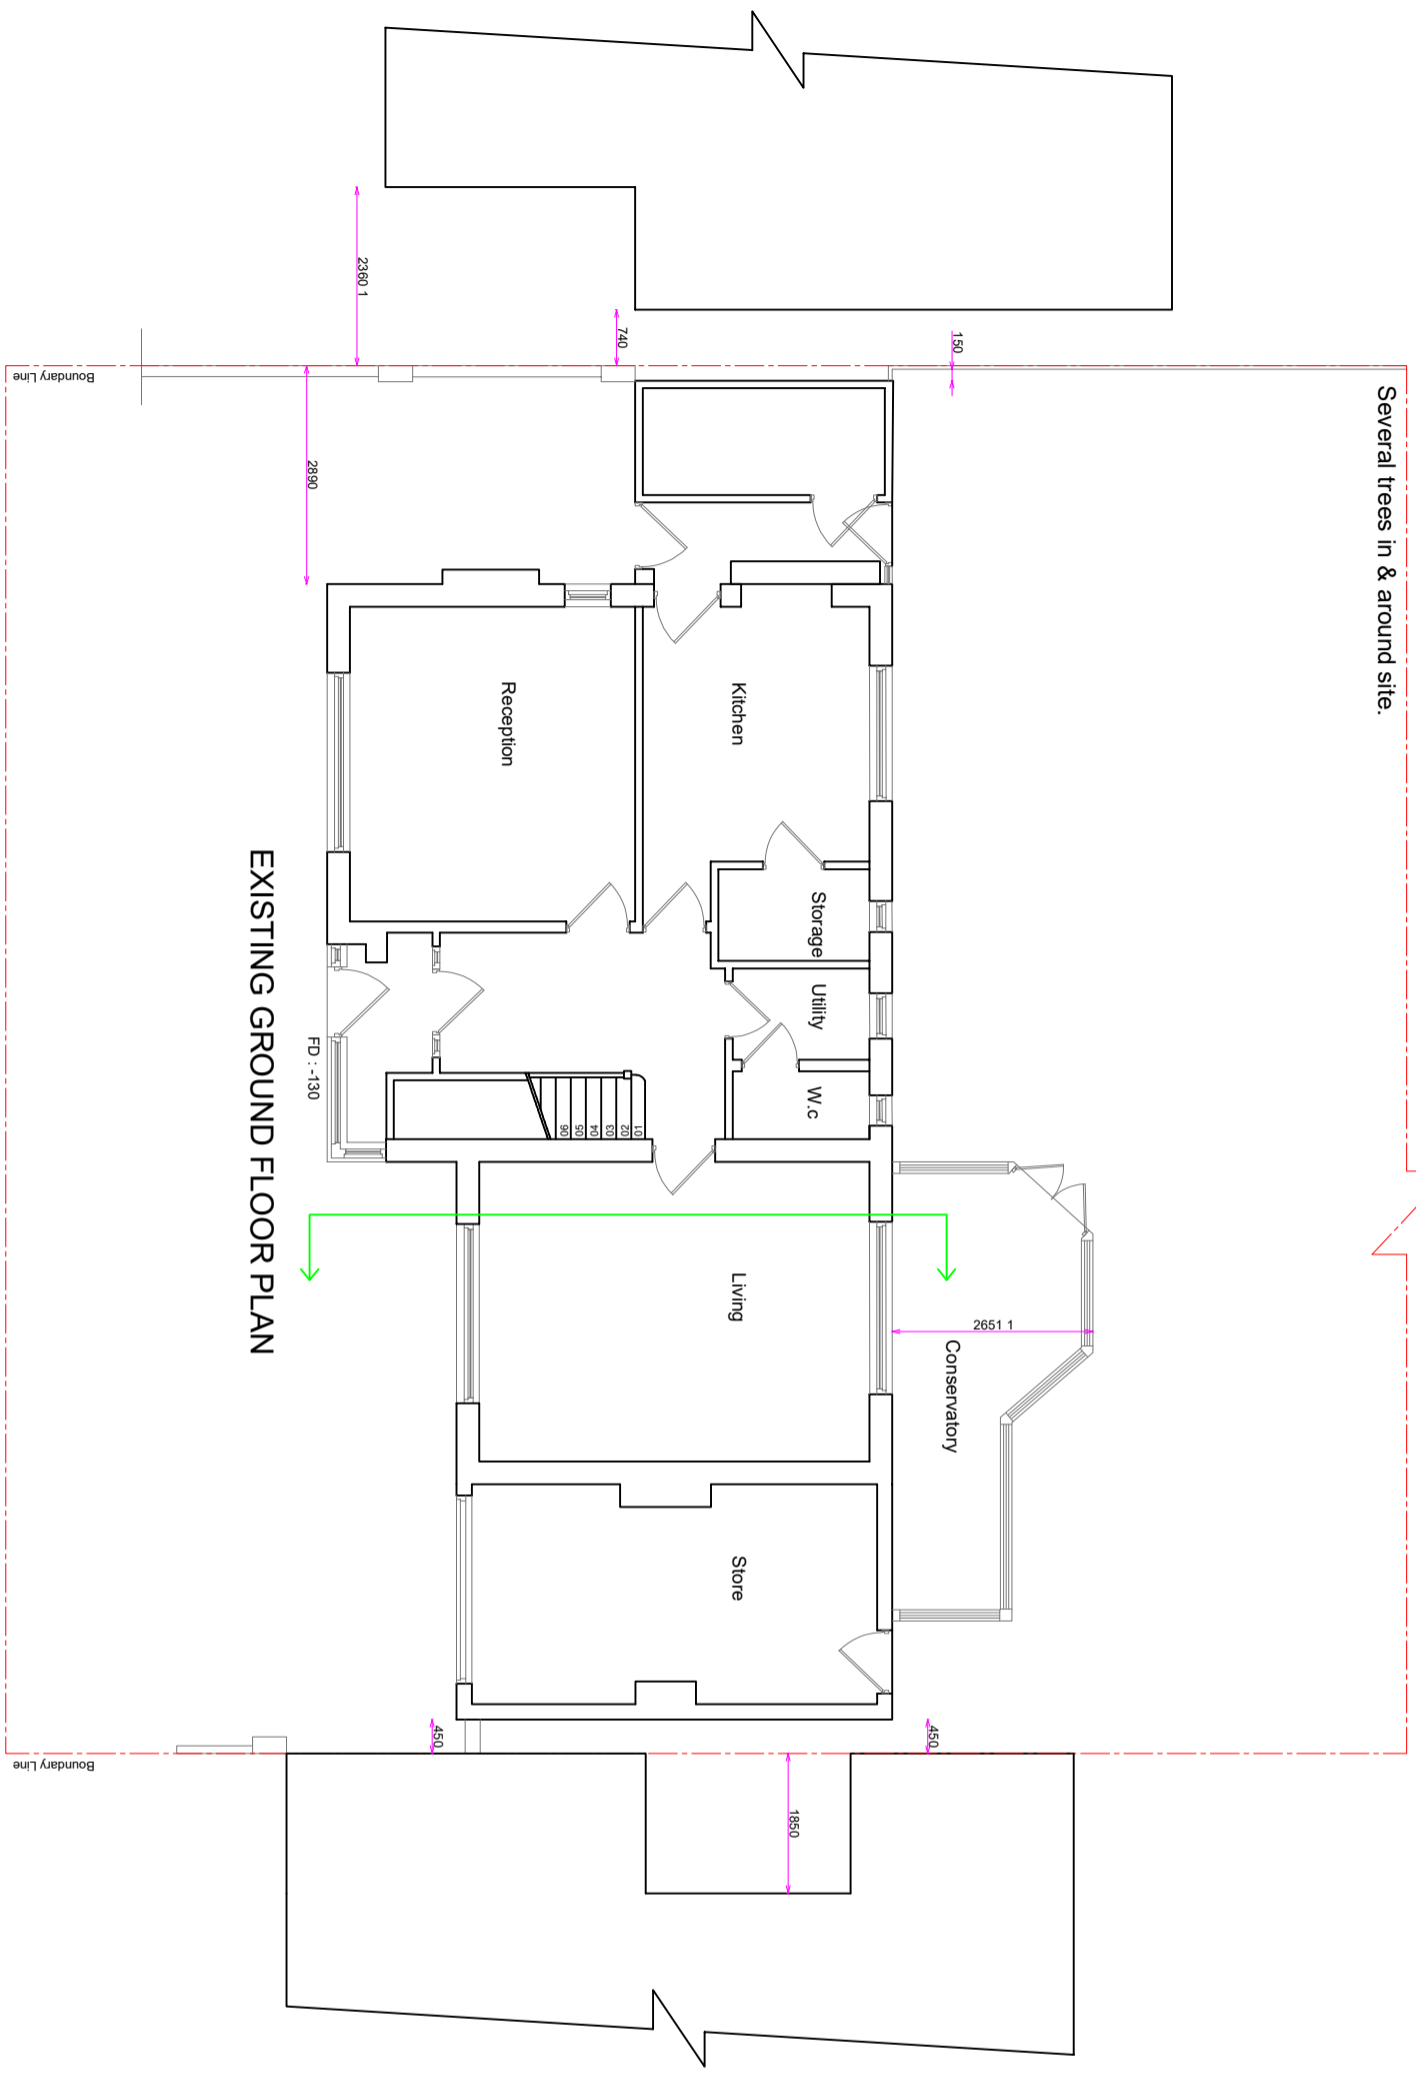 Several trees in & around site.
150
740
2360 1
2890
Boundary Line
Kitchen
Reception
Storage
Utility
W.c
01
02
03
04
05
06
FD : -130
Living
2651 1
Conservatory
Store
450
450
1850
Boundary Line
EXISTING GROUND FLOOR PLAN